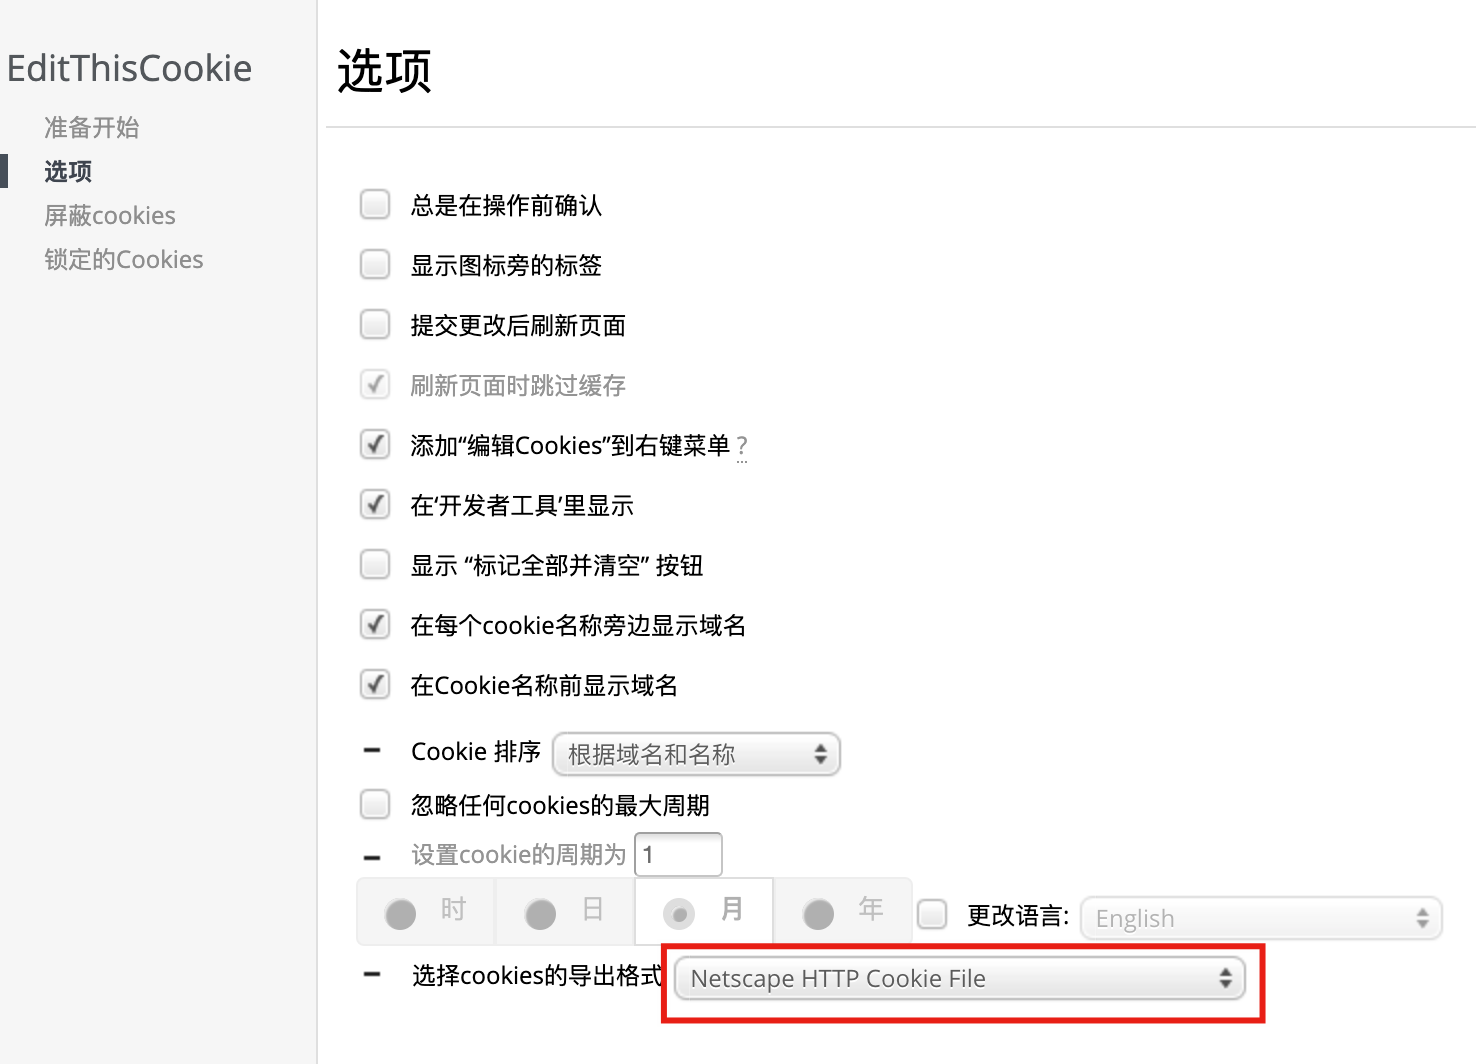 EditThisCookie
准备开始
选项
屏蔽cookies
锁定的Cookies
选项
总是在操作前确认
显示图标旁的标签
提交更改后刷新页面
刷新页面时跳过缓存
添加“编辑Cookies”到右键菜单 ?
在‘开发者工具’里显示
显示 “标记全部并清空” 按钮
在每个cookie名称旁边显示域名
在Cookie名称前显示域名
Cookie 排序 根据域名和名称
忽略任何cookies的最大周期
设置cookie的周期为 1
时 日 月 年 更改语言: English
选择cookies的导出格式 Netscape HTTP Cookie File